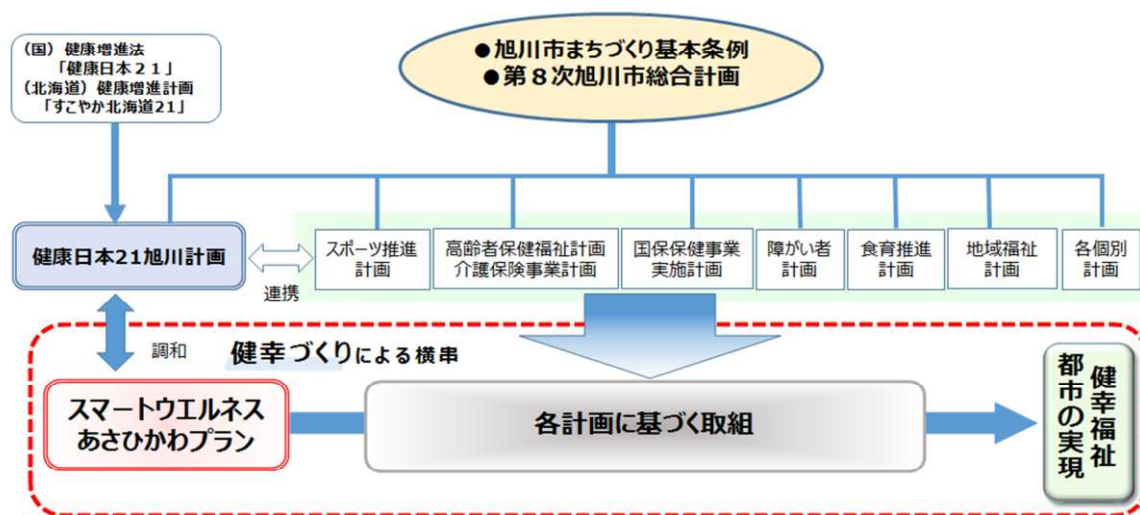 （国）健康増進法
「健康日本２１」
（北海道）健康増進計画
「すこやか北海道21」
●旭川市まちづくり基本条例
●第８次旭川市総合計画
健康日本21旭川計画
連携
スポーツ推進
計画
高齢者保健福祉計画
介護保険事業計画
国保保健事業
実施計画
障がい者
計画
食育推進
計画
地域福祉
計画
各個別
計画
調和
健幸づくりによる横串
スマートウエルネス
あさひかわプラン
各計画に基づく取組
健幸福祉
都市の実現